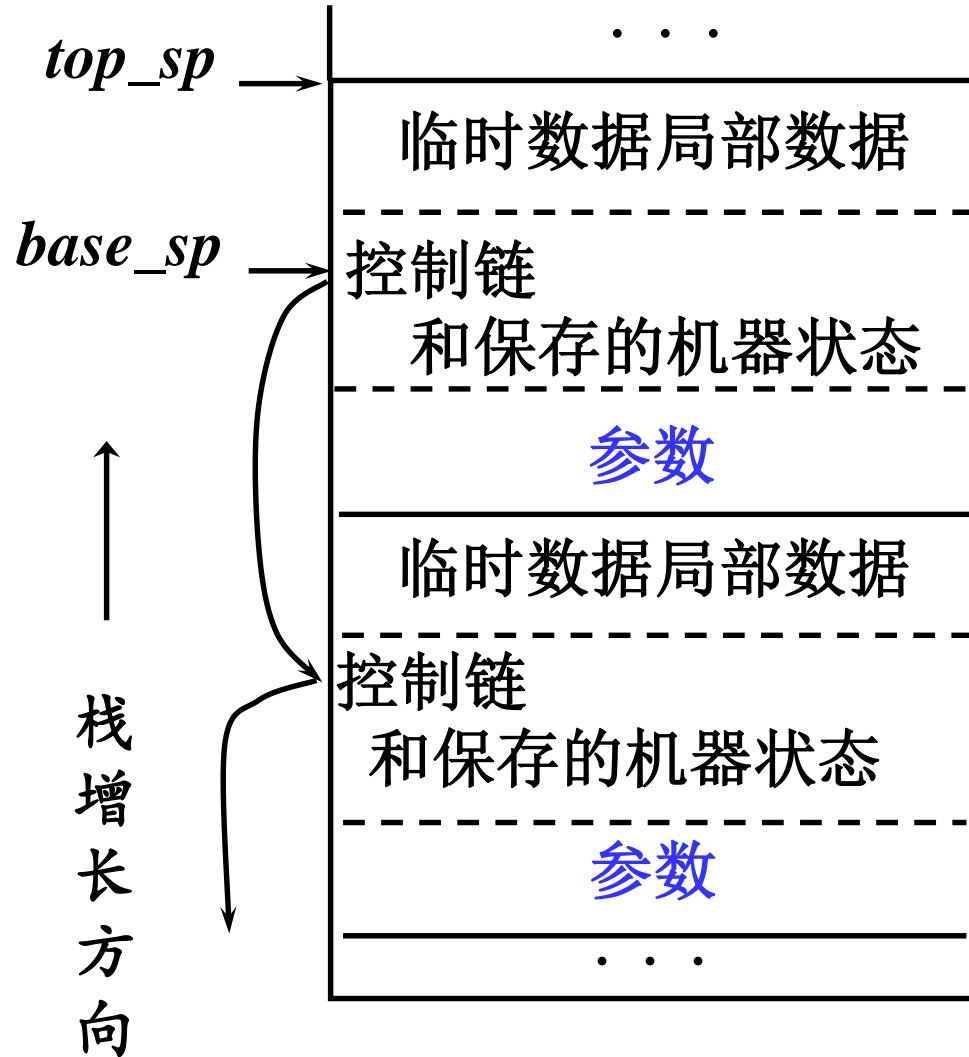 · · ·
top_sp
临时数据局部数据
base_sp
控制链
和保存的机器状态
参数
临时数据局部数据
控制链
和保存的机器状态
参数
· · ·
栈
增
长
方
向